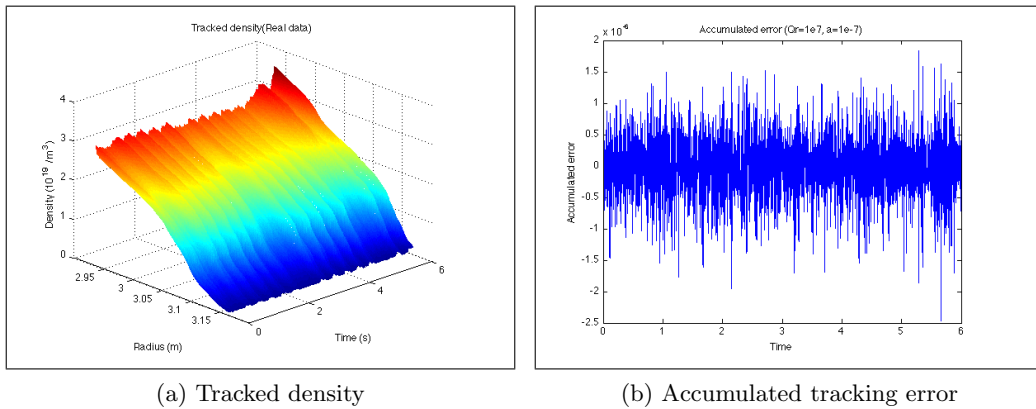 Tracked density(Real data)
4
3
2
1
0
Density (10^19 /m^3)
2.95
3
3.05
3.1
3.15
Radius (m)
0
2
4
6
Time (s)
(a) Tracked density
x 10^-6
Accumulated error (Qr=1e7, a=1e-7)
2
1.5
1
0.5
0
-0.5
-1
-1.5
-2
-2.5
Accumulated error
0 1 2 3 4 5 6
Time
(b) Accumulated tracking error